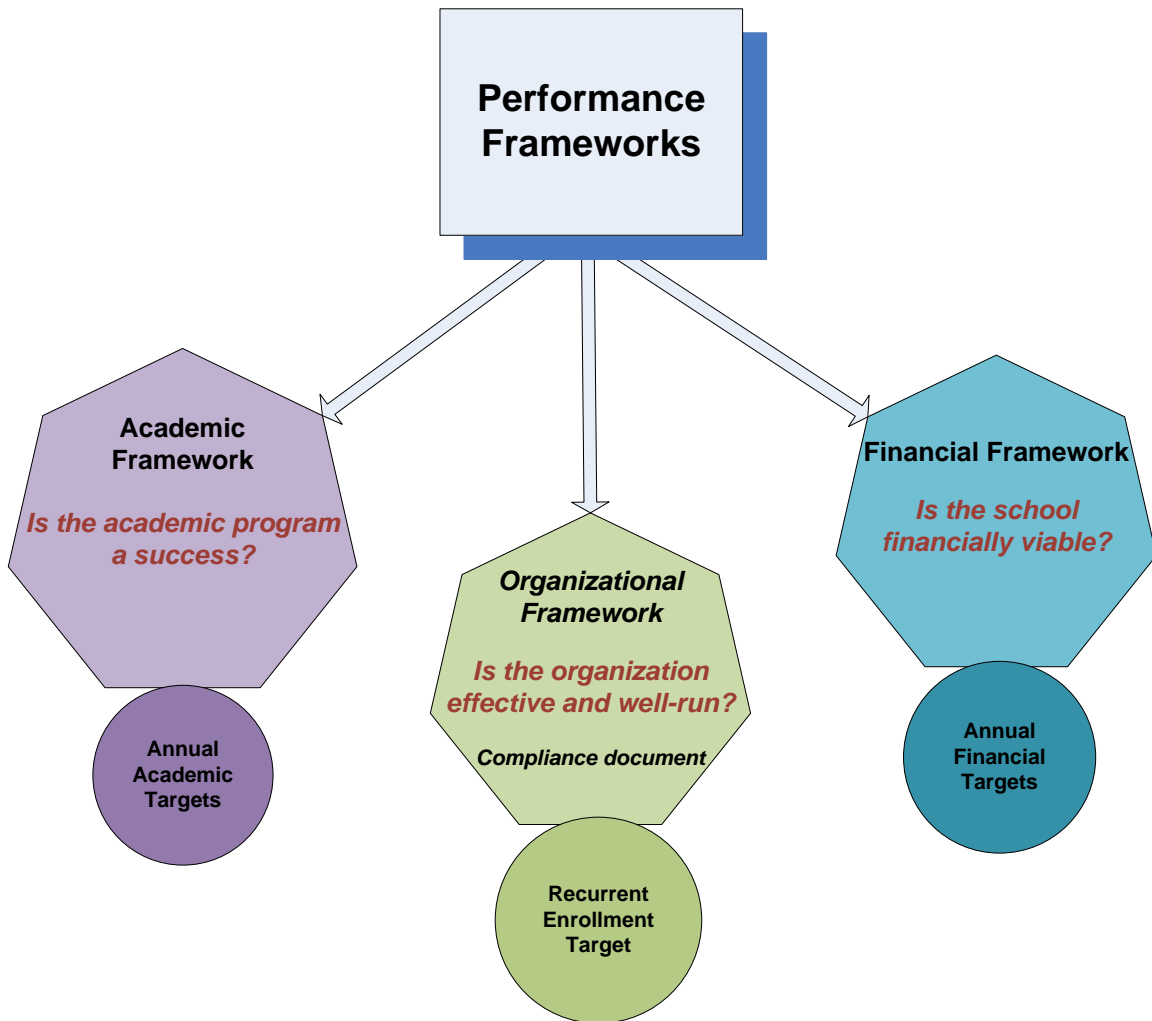 Performance
Frameworks
Academic
Framework
Is the academic program
a success?
Annual
Academic
Targets
Organizational
Framework
Is the organization
effective and well-run?
Compliance document
Recurrent
Enrollment
Target
Financial Framework
Is the school
financially viable?
Annual
Financial
Targets